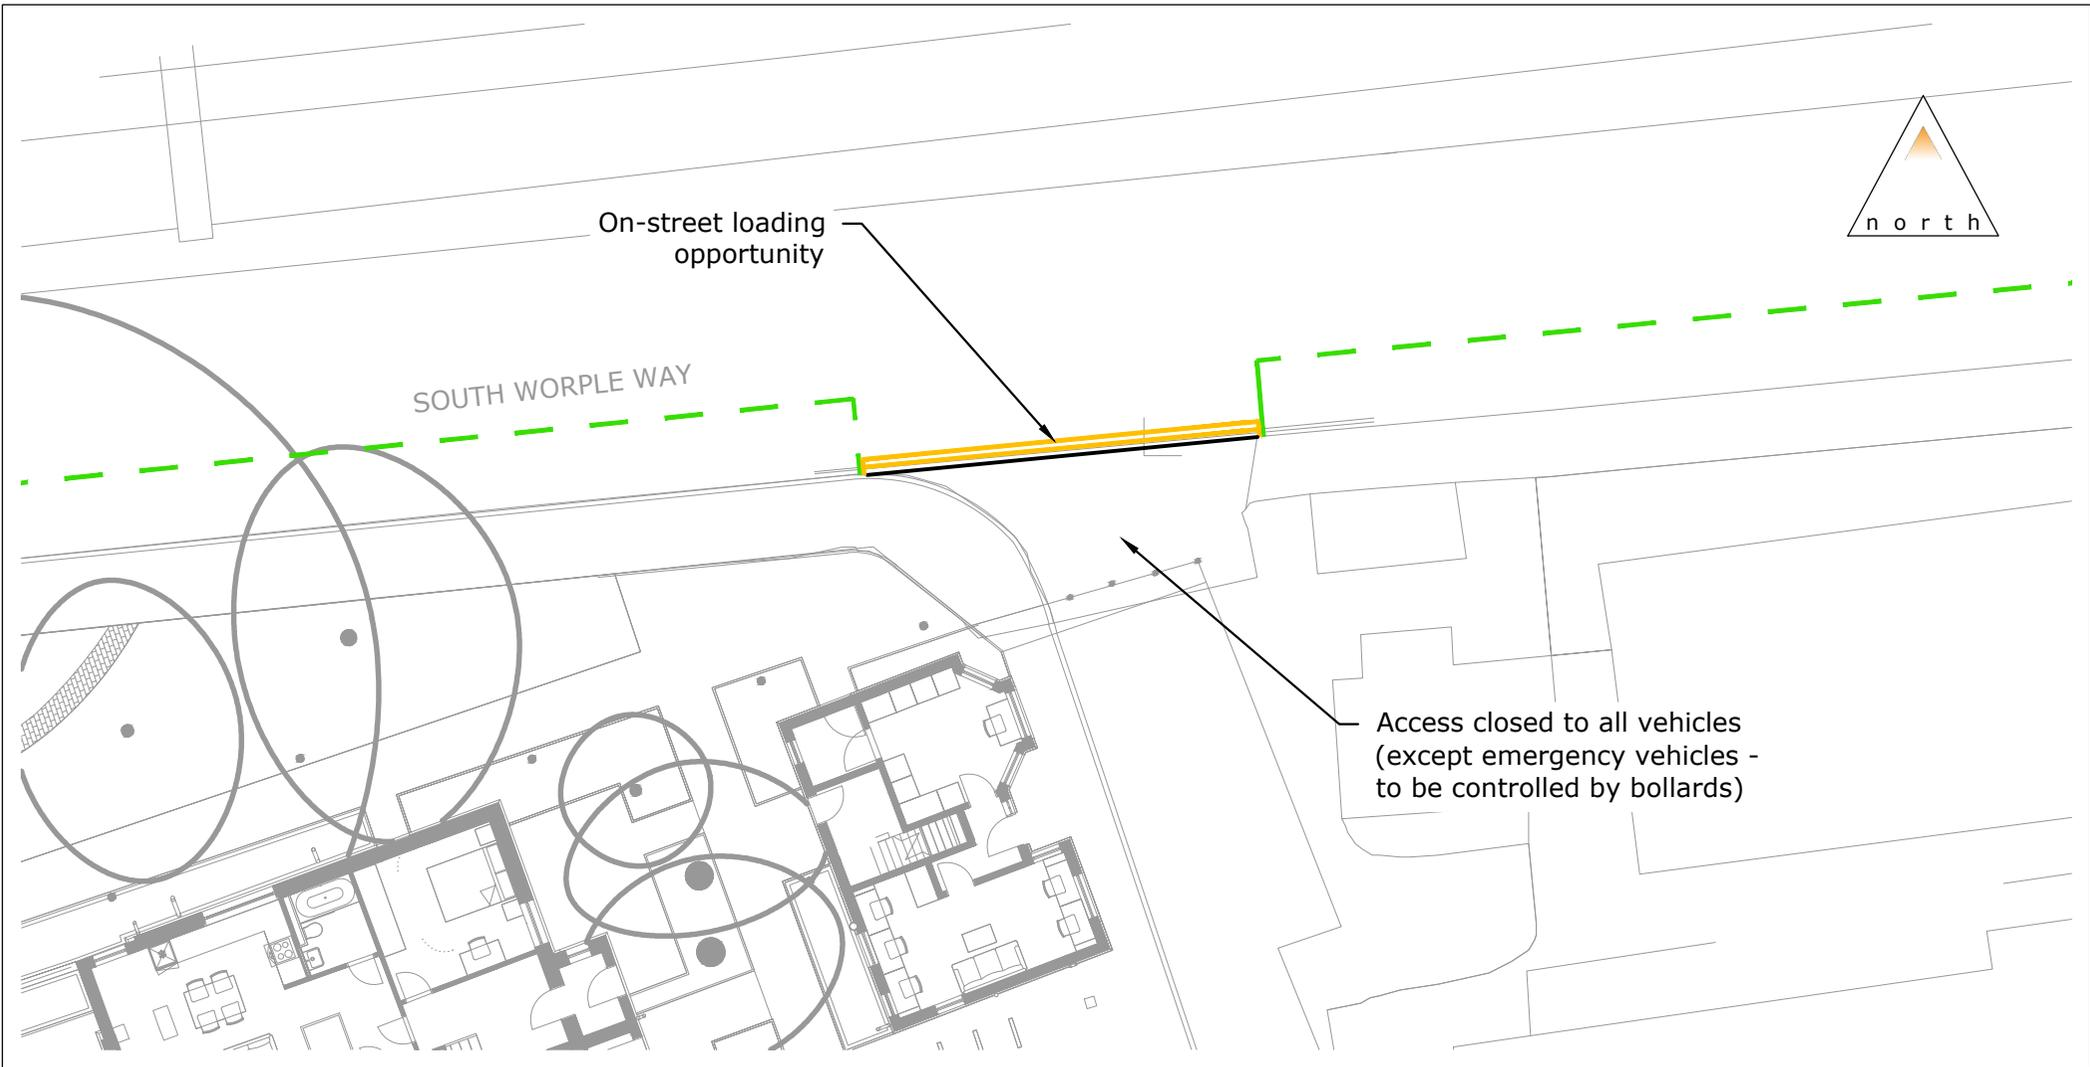 On-street loading
opportunity
north
SOUTH WORPLE WAY
Access closed to all vehicles
(except emergency vehicles -
to be controlled by bollards)